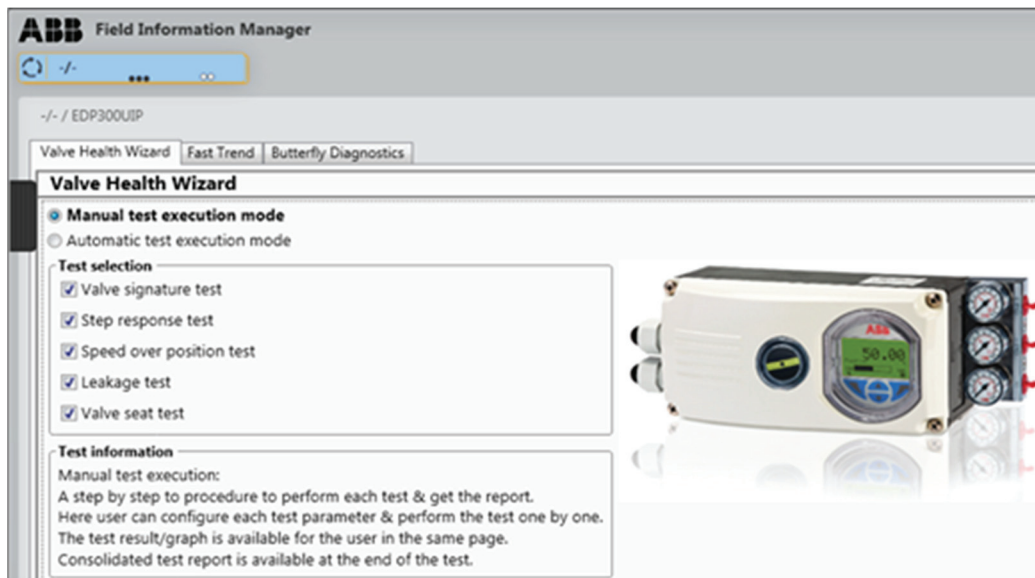 ABB Field Information Manager
-/-
-/- / EDP300UIP
Valve Health Wizard Fast Trend Butterfly Diagnostics
Valve Health Wizard
Manual test execution mode
Automatic test execution mode
Test selection
Valve signature test
Step response test
Speed over position test
Leakage test
Valve seat test
ABB
50.00
Test information
Manual test execution:
A step by step to procedure to perform each test & get the report.
Here user can configure each test parameter & perform the test one by one.
The test result/graph is available for the user in the same page.
Consolidated test report is available at the end of the test.